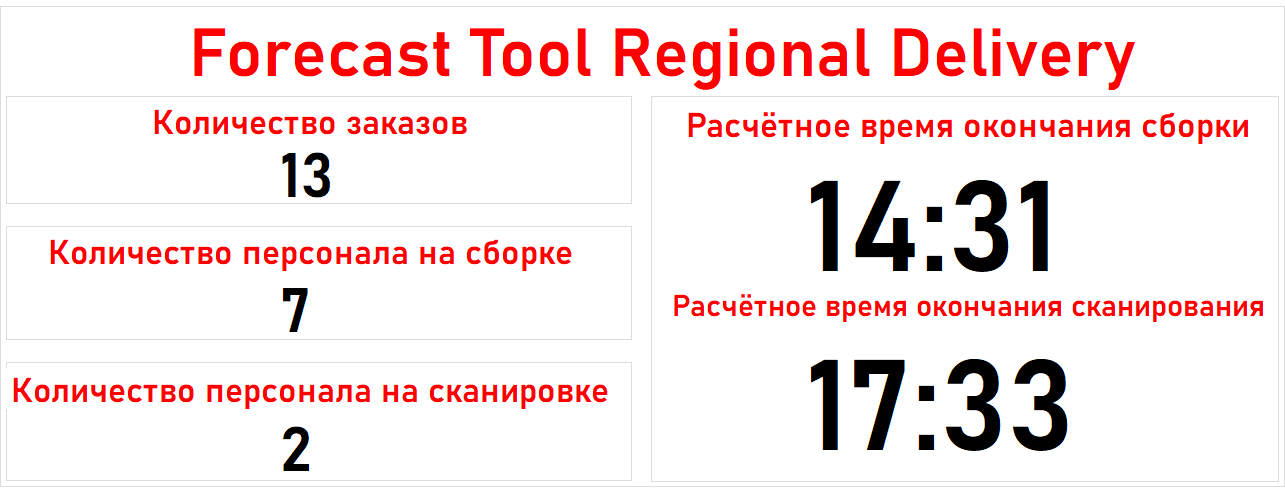 Forecast Tool Regional Delivery
Количество заказов
13
Количество персонала на сборке
7
Количество персонала на сканировке
2
Расчётное время окончания сборки
14:31
Расчётное время окончания сканирования
17:33